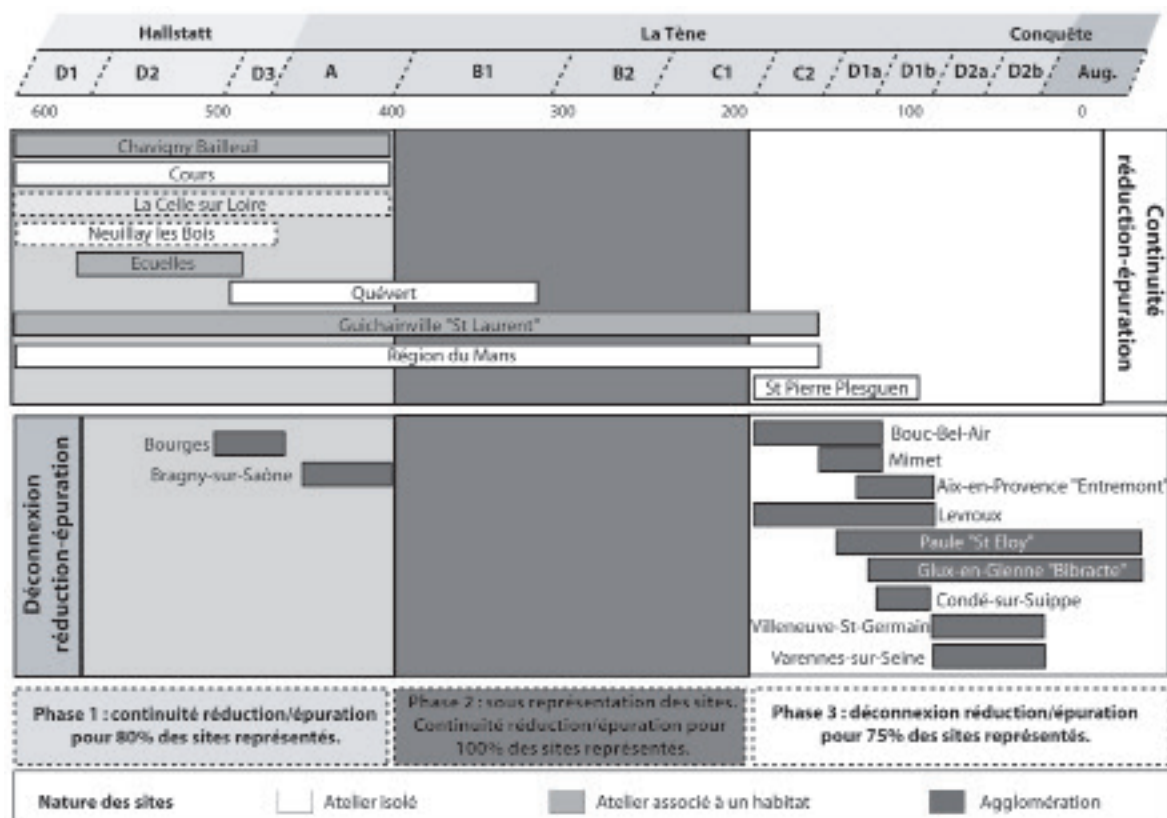 Hallstatt La Tène Conquête
D1 D2 D3 A B1 B2 C1 C2 D1a D1b D2a D2b Aug.
600 500 400 300 200 100 0
Chavigny Bailleuil
Cours
La Celle sur Loire
Neuillay les Bois
Ecuelles
Quévert
Guichainville "St Laurent"
Région du Mans
St Pierre Plesguen
Continuité
réduction-épuration
Déconnexion
réduction-épuration
Bourges
Bragny-sur-Saône
Bouc-Bel-Air
Mimet
Aix-en-Provence "Entremont"
Levroux
Paule "St Eloy"
Glux-en-Glenne "Bibracte"
Condé-sur-Suippe
Villeneuve-St-Germain
Varennes-sur-Seine
Phase 1 : continuité réduction/épuration
pour 80% des sites représentés.
Phase 2 : sous représentation des sites.
Continuité réduction/épuration pour
100% des sites représentés.
Phase 3 : déconnexion réduction/épuration
pour 75% des sites représentés.
Nature des sites Atelier isolé Atelier associé à un habitat Agglomération